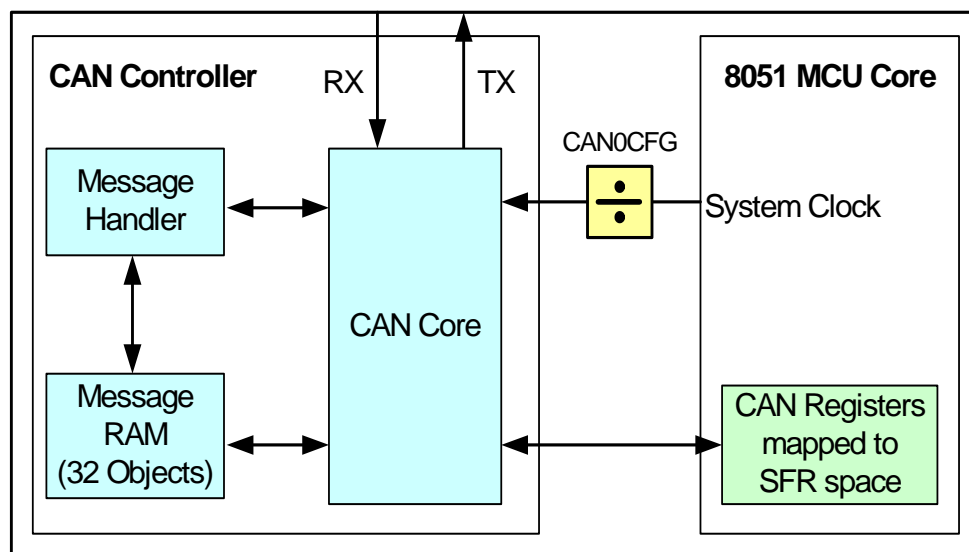 CAN Controller
RX
TX
8051 MCU Core
CAN0CFG
Message
Handler
System Clock
CAN Core
Message
RAM
(32 Objects)
CAN Registers
mapped to
SFR space